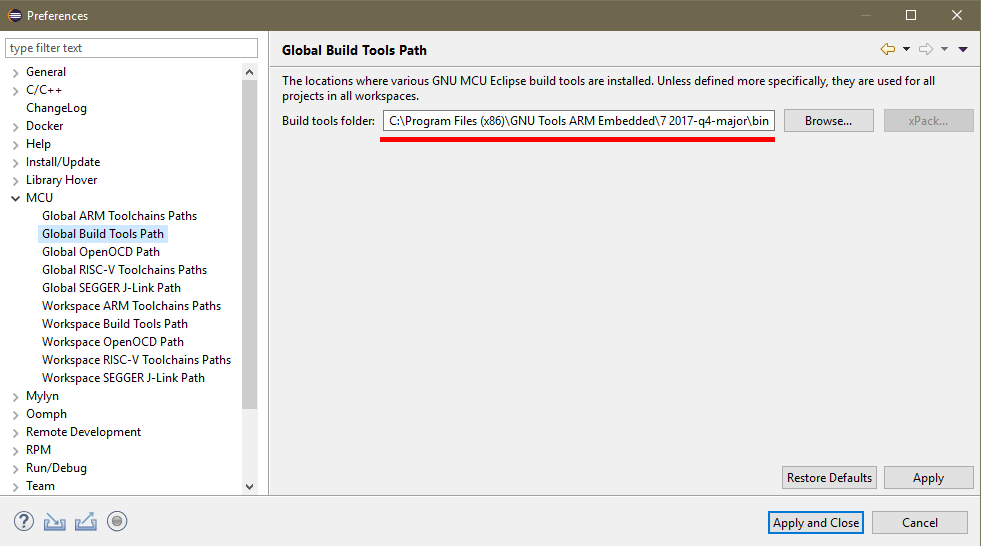 Preferences
type filter text
General
C/C++
ChangeLog
Docker
Help
Install/Update
Library Hover
MCU
Global ARM Toolchains Paths
Global Build Tools Path
Global OpenOCD Path
Global RISC-V Toolchains Paths
Global SEGGER J-Link Path
Workspace ARM Toolchains Paths
Workspace Build Tools Path
Workspace OpenOCD Path
Workspace RISC-V Toolchains Paths
Workspace SEGGER J-Link Path
Mylyn
Oomph
Remote Development
RPM
Run/Debug
Team
Global Build Tools Path
The locations where various GNU MCU Eclipse build tools are installed. Unless defined more specifically, they are used for all
projects in all workspaces.
Build tools folder: C:\Program Files (x86)\GNU Tools ARM Embedded\7 2017-q4-major\bin Browse... xPack...
Restore Defaults Apply
Apply and Close Cancel